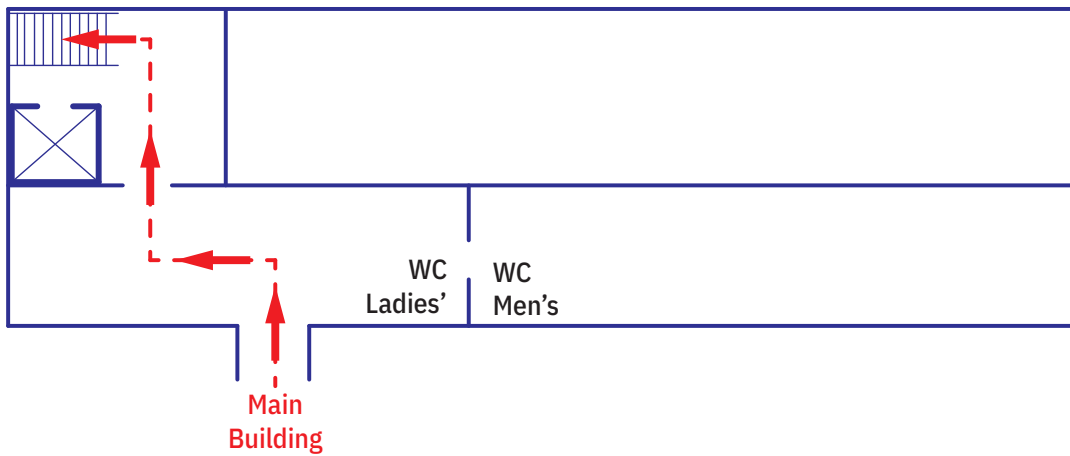 WC
Ladies’
WC
Men’s
Main
Building